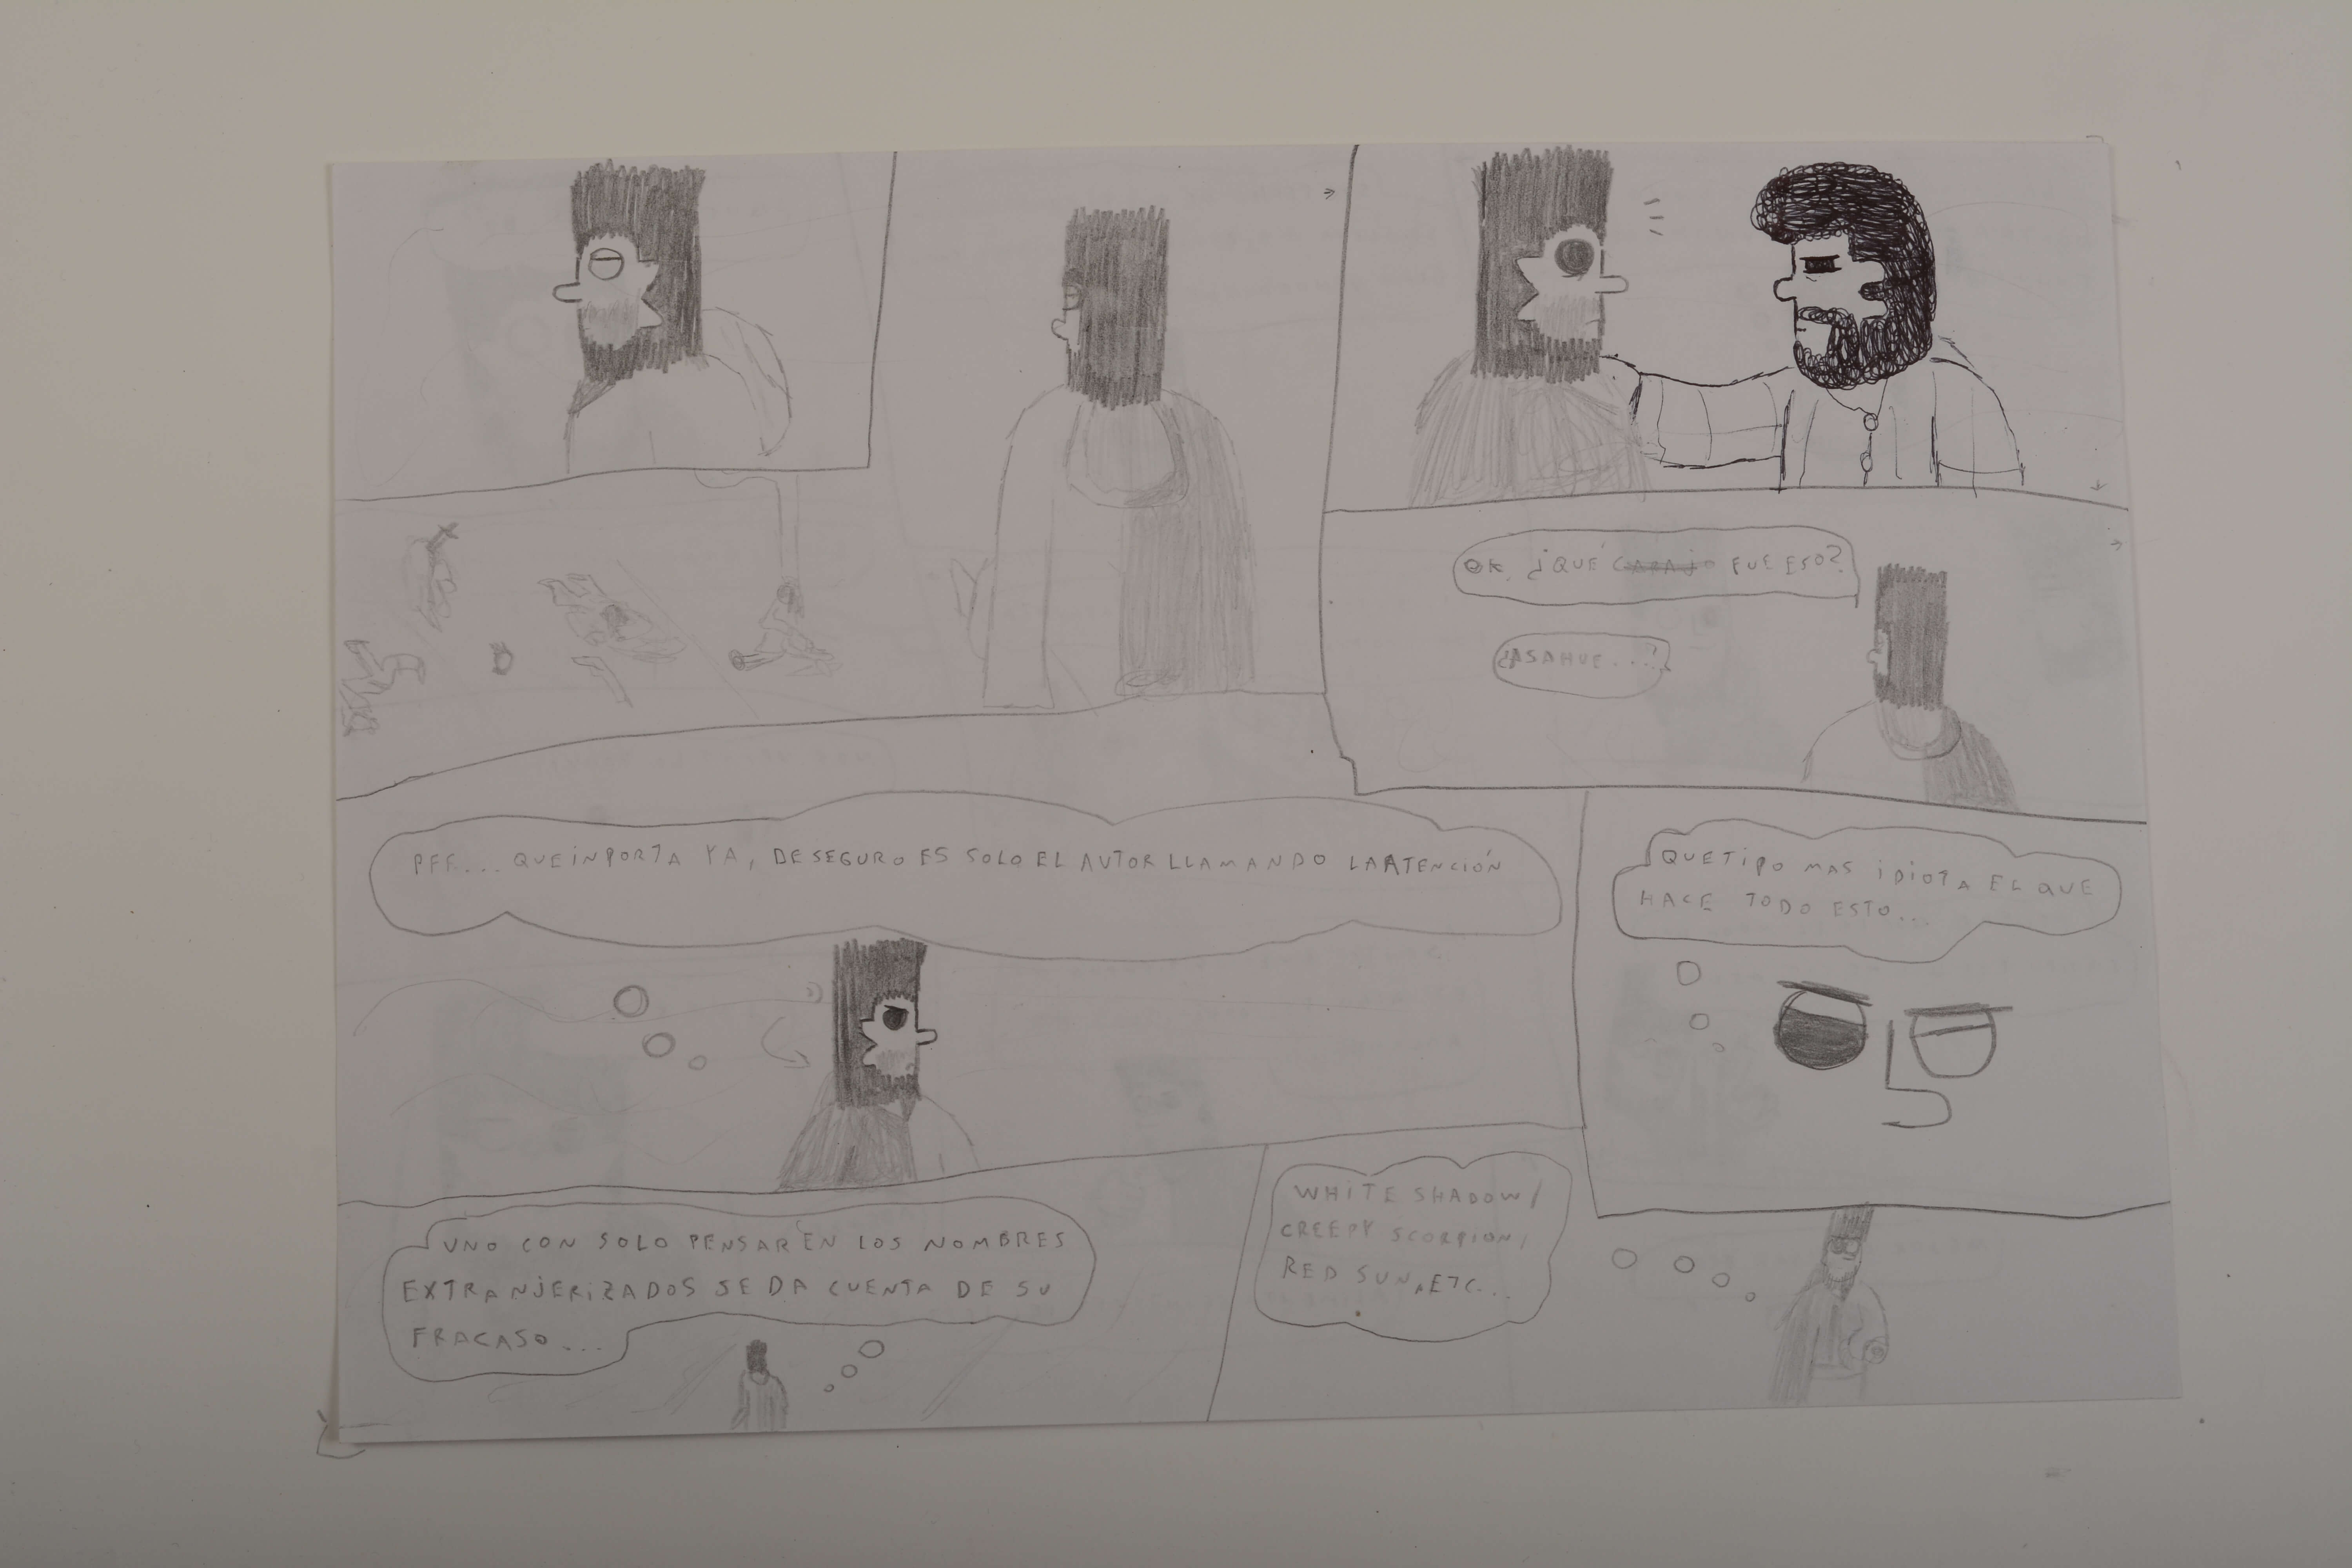 OK. ¿QUÉ CARAJO FUE ESO?
¿ASAHUE...?
PFF... QUE INPORTA YA, DE SEGURO ES SOLO EL AUTOR LLAMANDO LA ATENCIÓN
QUE TIPO MAS IDIOTA EL QUE
HACE TODO ESTO...
UNO CON SOLO PENSAR EN LOS NOMBRES
EXTRANJERIZADOS SE DA CUENTA DE SU
FRACASO...
WHITE SHADOW,
CREEPY SCORPION,
RED SUN, ETC...